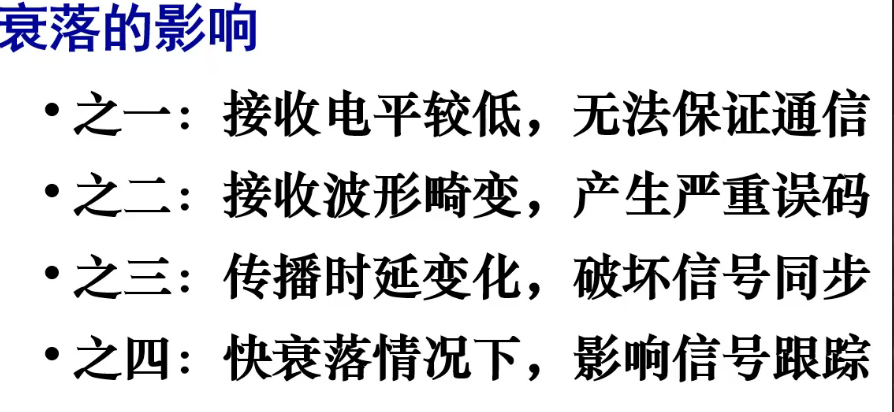 衰落的影响
• 之一：接收电平较低，无法保证通信
• 之二：接收波形畸变，产生严重误码
• 之三：传播时延变化，破坏信号同步
• 之四：快衰落情况下，影响信号跟踪